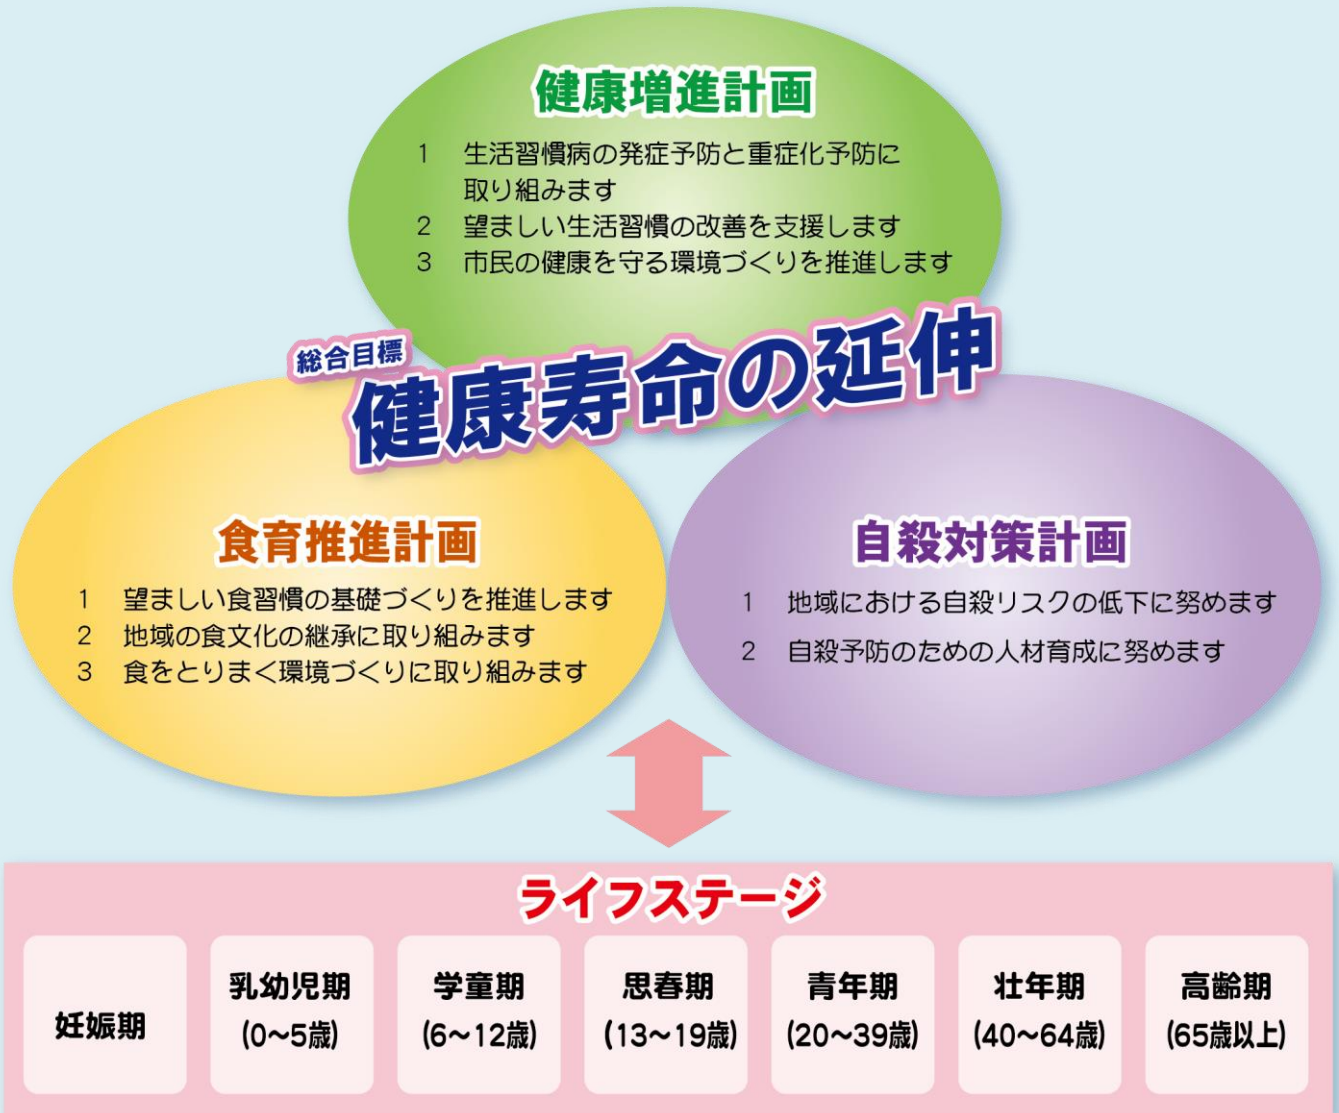 健康増進計画
1 生活習慣病の発症予防と重症化予防に
取り組みます
2 望ましい生活習慣の改善を支援します
3 市民の健康を守る環境づくりを推進します
総合目標
健康寿命の延伸
食育推進計画
1 望ましい食習慣の基礎づくりを推進します
2 地域の食文化の継承に取り組みます
3 食をとりまく環境づくりに取り組みます
自殺対策計画
1 地域における自殺リスクの低下に努めます
2 自殺予防のための人材育成に努めます
ライフステージ
妊娠期
乳幼児期
(0～5歳)
学童期
(6～12歳)
思春期
(13～19歳)
青年期
(20～39歳)
壮年期
(40～64歳)
高齢期
(65歳以上)